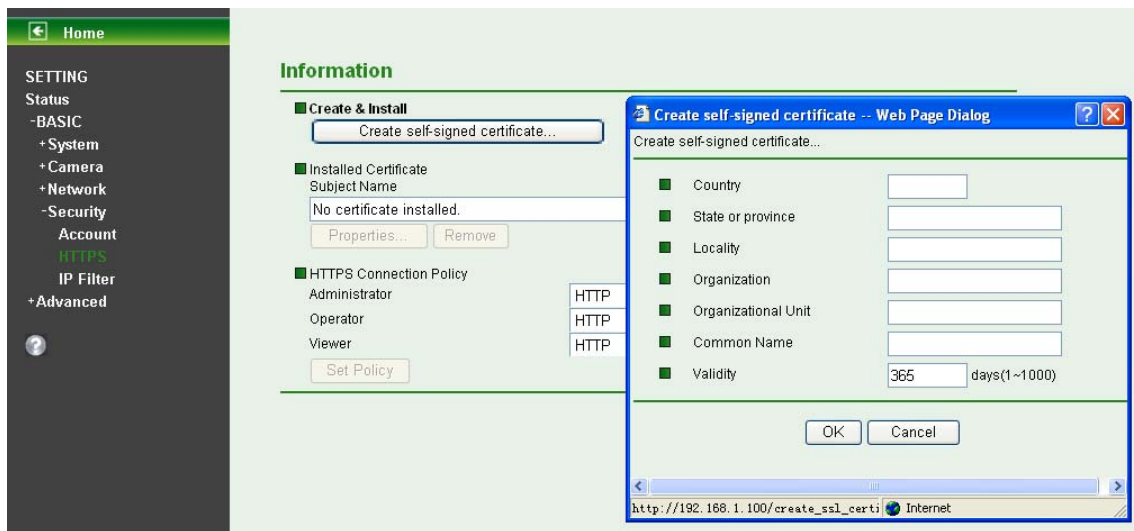 Home
SETTING
Status
-BASIC
+System
+Camera
+Network
-Security
Account
HTTPS
IP Filter
+Advanced
Information
Create & Install
Create self-signed certificate...
Installed Certificate
Subject Name
No certificate installed.
Properties...
Remove
HTTPS Connection Policy
Administrator
HTTP
Operator
HTTP
Viewer
HTTP
Set Policy
Create self-signed certificate -- Web Page Dialog
Create self-signed certificate...
Country
State or province
Locality
Organization
Organizational Unit
Common Name
Validity
365 days(1~1000)
OK
Cancel
http://192.168.1.100/create_ssl_certi
Internet